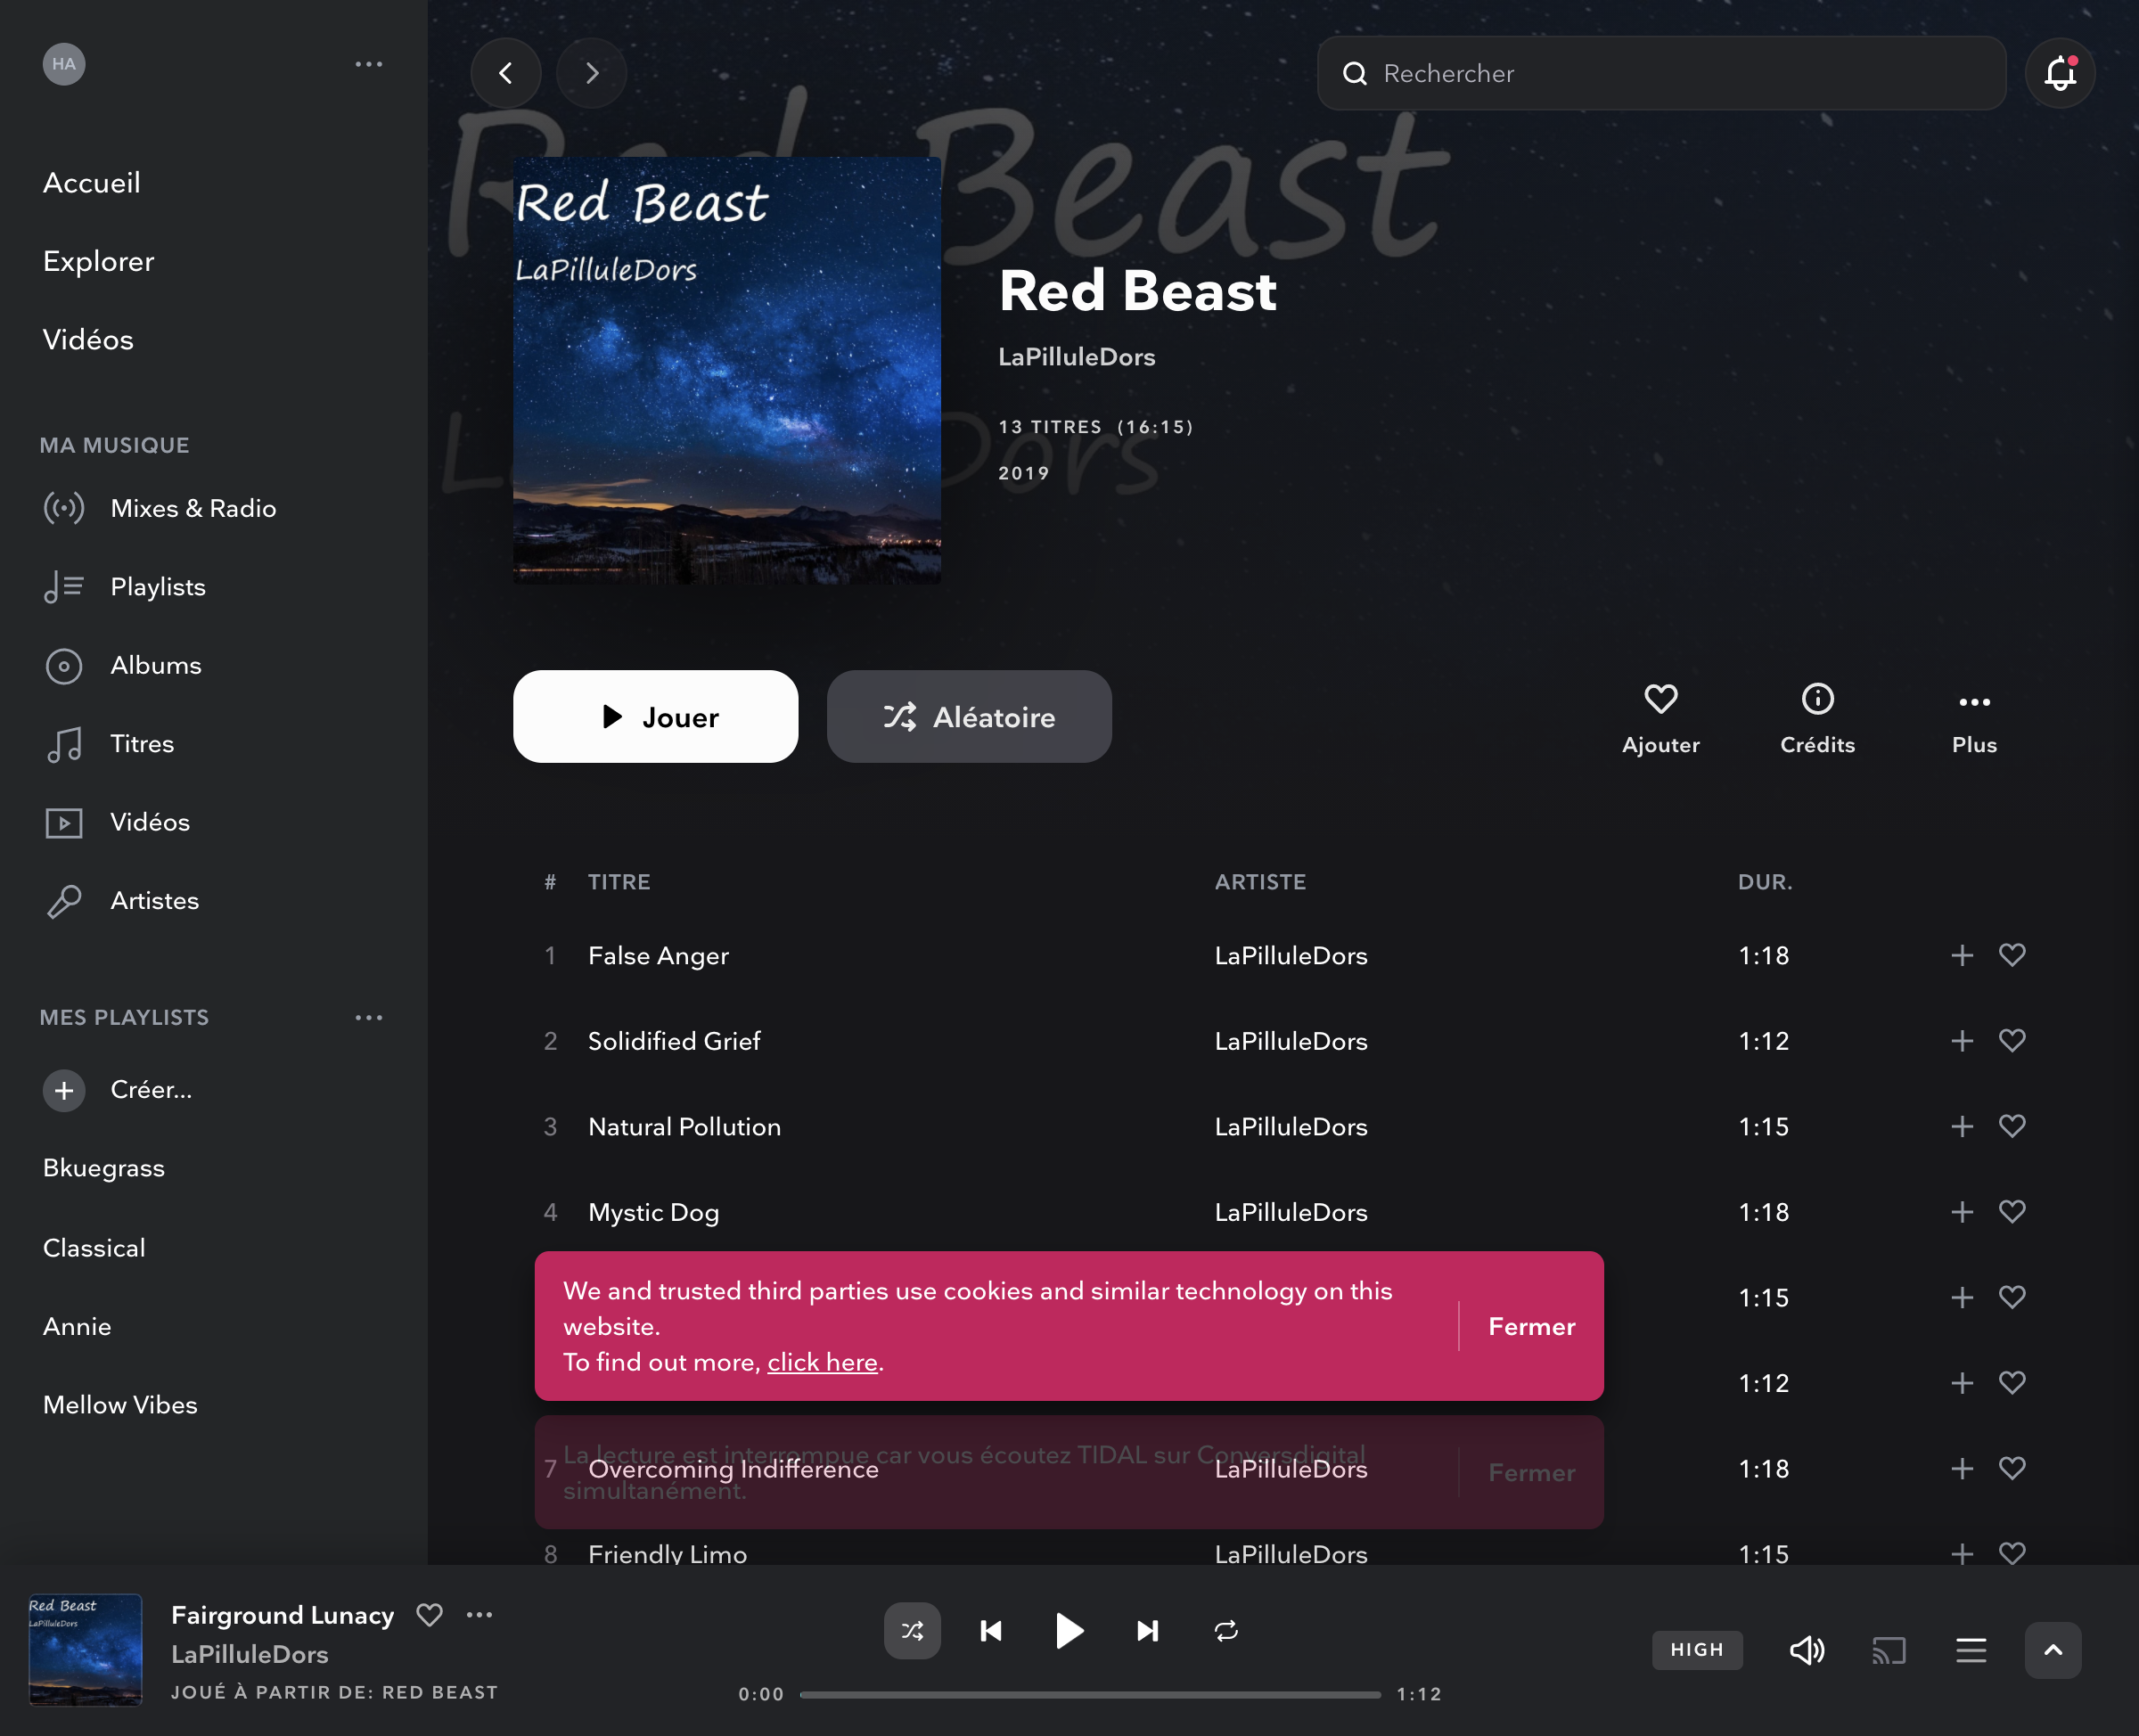 HA
Rechercher
Accueil
Explorer
Vidéos
MA MUSIQUE
Mixes & Radio
Playlists
Albums
Titres
Vidéos
Artistes
MES PLAYLISTS
Créer...
Bkuegrass
Classical
Annie
Mellow Vibes
Red Beast
LaPilluleDors
Red Beast
LaPilluleDors
13 TITRES (16:15)
2019
Jouer
Aléatoire
Ajouter
Crédits
Plus
# TITRE ARTISTE DUR.
1 False Anger LaPilluleDors 1:18
2 Solidified Grief LaPilluleDors 1:12
3 Natural Pollution LaPilluleDors 1:15
4 Mystic Dog LaPilluleDors 1:18
We and trusted third parties use cookies and similar technology on this
website.
To find out more, click here.
Fermer
1:15
1:12
La lecture est interrompue car vous écoutez TIDAL sur Conversdigital
simultanément.
Fermer
7 Overcoming Indifference LaPilluleDors 1:18
8 Friendly Limo LaPilluleDors 1:15
Red Beast
LaPilluleDors
Fairground Lunacy
LaPilluleDors
JOUÉ À PARTIR DE: RED BEAST
0:00
1:12
HIGH